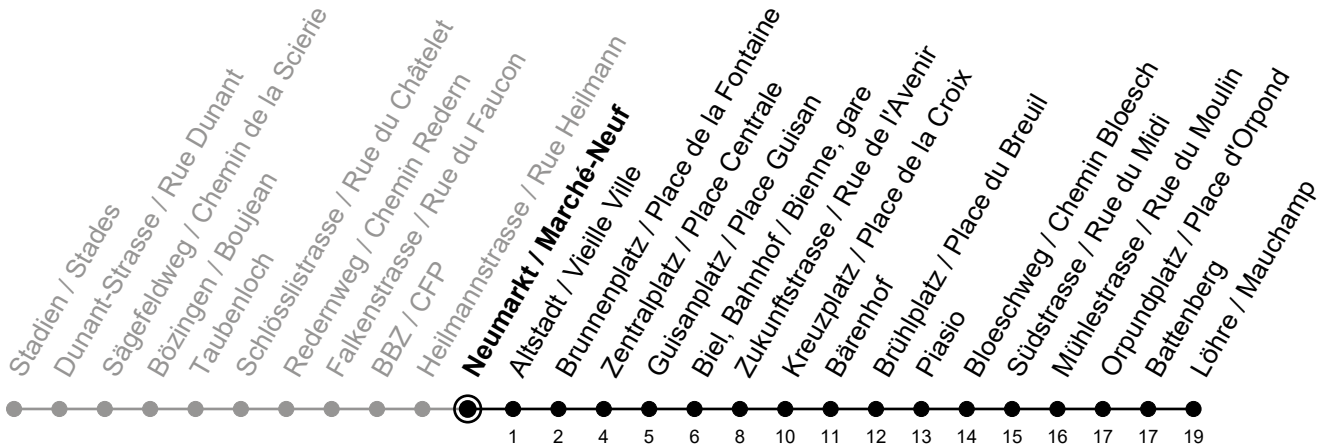 Stadien / Stades
Dunant-Strasse / Rue Dunant
Sägefeldweg / Chemin de la Scierie
Bözingen / Boujean
Taubenloch
Schlösslistrasse / Rue du Châtelet
Redernweg / Chemin Redern
Falkenstrasse / Rue du Faucon
BBZ / CFP
Heilmannstrasse / Rue Heilmann
Neumarkt / Marché-Neuf
Altstadt / Vieille Ville
Brunnenplatz / Place de la Fontaine
Zentralplatz / Place Centrale
Guisanplatz / Place Guisan
Biel, Bahnhof / Bienne, gare
Zukunftstrasse / Rue de l'Avenir
Kreuzplatz / Place de la Croix
Bärenhof
Brühlplatz / Place du Breuil
Piasio
Bloeschweg / Chemin Bloesch
Südstrasse / Rue du Midi
Mühlestrasse / Rue du Moulin
Orpundplatz / Place d'Orpond
Battenberg
Löhre / Mauchamp
1 2 4 5 6 8 10 11 12 13 14 15 16 17 17 19